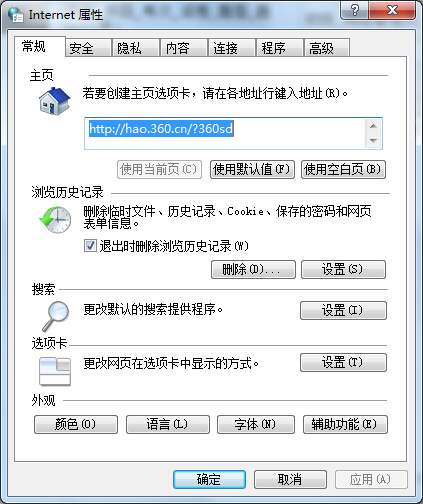 Internet 属性
常规 安全 隐私 内容 连接 程序 高级
主页
若要创建主页选项卡，请在各地址行键入地址(R)。
http://hao.360.cn/?360sd
使用当前页(C) 使用默认值(F) 使用空白页(B)
浏览历史记录
删除临时文件、历史记录、Cookie、保存的密码和网页
表单信息。
退出时删除浏览历史记录(W)
删除(D)... 设置(S)
搜索
更改默认的搜索提供程序。 设置(I)
选项卡
更改网页在选项卡中显示的方式。 设置(T)
外观
颜色(O) 语言(L) 字体(N) 辅助功能(E)
确定 取消 应用(A)